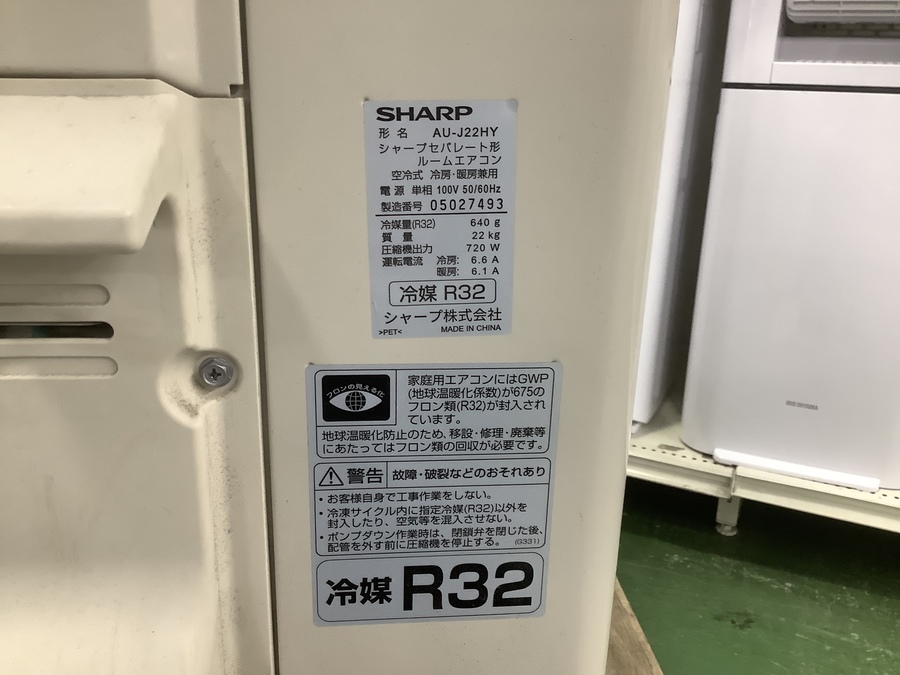 SHARP
形名 AU-J22HY
シャープセパレート形
ルームエアコン
空冷式 冷房・暖房兼用
電源 単相 100V 50/60Hz
製造番号 05027493
冷媒量(R32) 640 g
質量 22 kg
圧縮機出力 720 W
運転電流 冷房: 6.6 A
暖房: 6.1 A
冷媒 R32
シャープ株式会社
>PET< MADE IN CHINA
フロンの見える化
家庭用エアコンにはGWP
(地球温暖化係数)が675の
フロン類(R32)が封入され
ています。
地球温暖化防止のため、移設・修理・廃棄等
にあたってはフロン類の回収が必要です。
警告 故障・破裂などのおそれあり
・お客様自身で工事作業をしない。
・冷凍サイクル内に指定冷媒(R32)以外を
封入したり、空気等を混入させない。
・ポンプダウン作業時は、閉鎖弁を閉じた後、
配管を外す前に圧縮機を停止する。 (G331)
冷媒 R32
IRIS OHYAMA